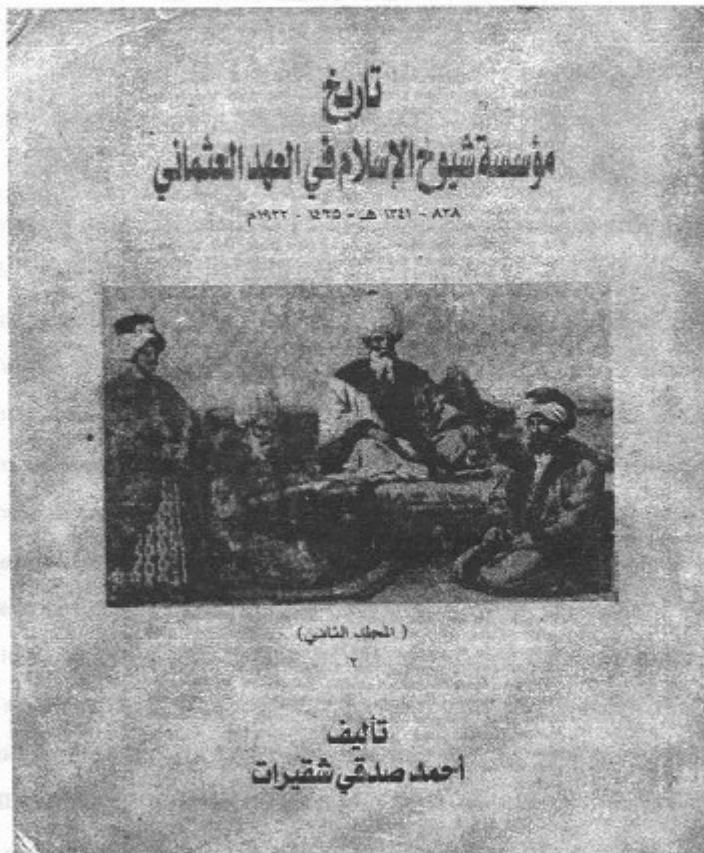 تاريخ
مؤسسة شيوخ الإسلام في العهد العثماني
٨٢٨ - ١٣٤١ هـ - ١٤٢٥ - ١٩٢٢م
(المجلد الثاني)
٢
تأليف
أحمد صدقي شقيرات